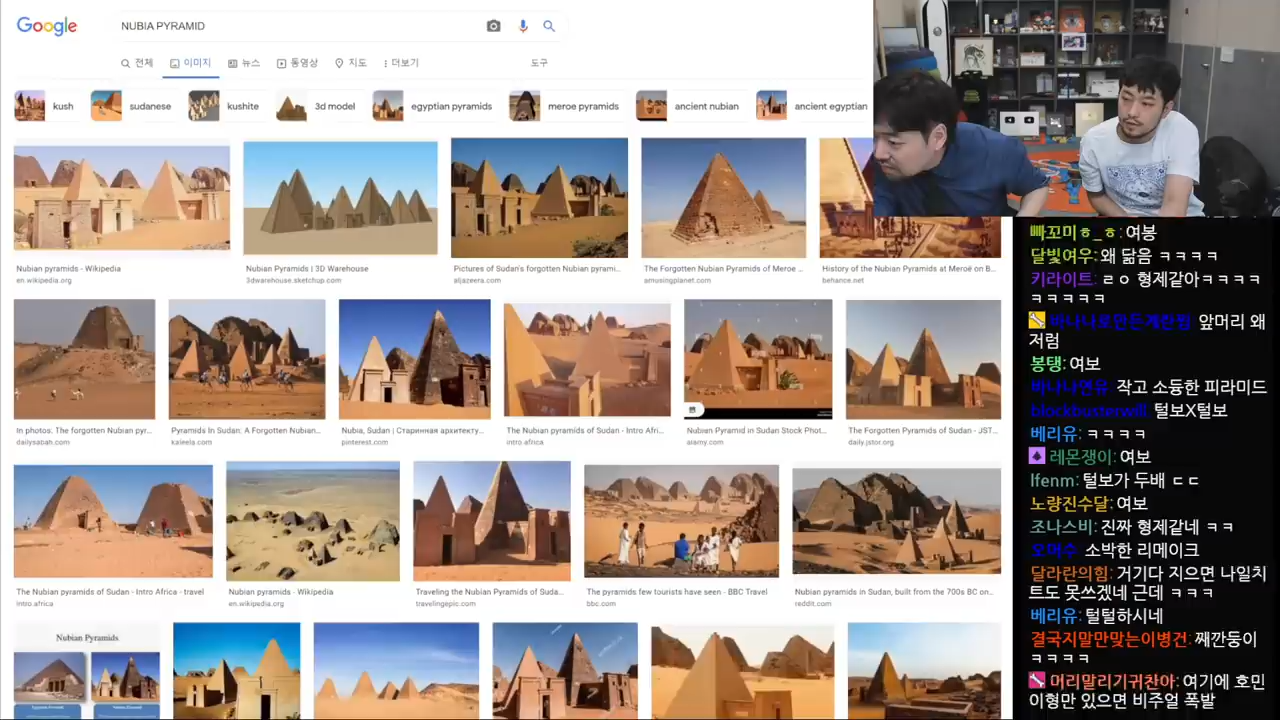 Google
NUBIA PYRAMID
전체
이미지
뉴스
동영상
지도
더보기
도구
kush
sudanese
kushite
3d model
egyptian pyramids
meroe pyramids
ancient nubian
ancient egyptian
Nubian pyramids - Wikipedia
en.wikipedia.org
Nubian Pyramids | 3D Warehouse
3dwarehouse.sketchup.com
Pictures of Sudan's forgotten Nubian pyrami...
aljazeera.com
The Forgotten Nubian Pyramids of Meroe ...
amusingplanet.com
History of the Nubian Pyramids at Meroë on B...
behance.net
In photos. The forgotten Nubian pyr...
dailysabah.com
Pyramids In Sudan: A Forgotten Nubian...
kaleela.com
Nubia, Sudan | Старинная архитекту...
pinterest.com
The Nubian pyramids of Sudan - Intro Afri...
intro.africa
Nubian Pyramid in Sudan Stock Phot...
alamy.com
The Forgotten Pyramids of Sudan - JST...
daily.jstor.org
The Nubian pyramids of Sudan - Intro Africa - travel
intro.africa
Nubian pyramids - Wikipedia
en.wikipedia.org
Traveling the Nubian Pyramids of Suda...
travelingepic.com
The pyramids few tourists have seen - BBC Travel
bbc.com
Nubian pyramids in Sudan, built from the 700s BC on...
reddit.com
Nubian Pyramids
빠꼬미ㅎ_ㅎ: 여봉
달빛여우: 왜 닮음 ㅋㅋㅋㅋ
키라이트: ㄹㅇ 형제같아ㅋㅋㅋㅋ
ㅋㅋㅋㅋㅋ
바나나로만든계란찜: 앞머리 왜
저럼
봉탱: 여보
바나나연유: 작고 소듕한 피라미드
blockbusterwill: 털보X털보
베리유: ㅋㅋㅋㅋ
레몬쟁이: 여보
lfenm: 털보가 두배 ㄷㄷ
노량진수달: 여보
조나스비: 진짜 형제같네 ㅋㅋ
오머수: 소박한 리메이크
달라란의힘: 거기다 지으면 나일치
트도 못쓰겠네 근데 ㅋㅋㅋ
베리유: 털털하시네
결국지말만맞는이병건: 째깐둥이
ㅋㅋㅋㅋ
머리말리기귀찬아: 여기에 호민
이형만 있으면 비주얼 폭발